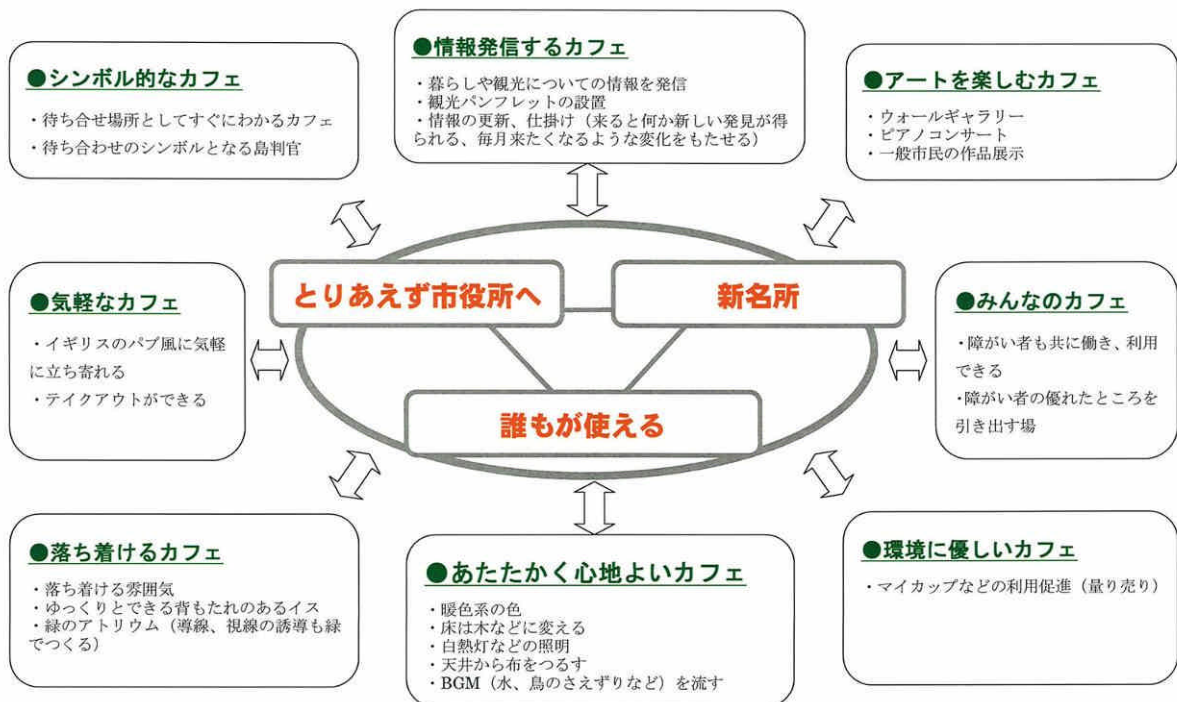 ●シンボル的なカフェ
・待ち合せ場所としてすぐにわかるカフェ
・待ち合わせのシンボルとなる島判官
●情報発信するカフェ
・暮らしや観光についての情報を発信
・観光パンフレットの設置
・情報の更新、仕掛け（来ると何か新しい発見が得
られる、毎月来たくなるような変化をもたせる）
●アートを楽しむカフェ
・ウォールギャラリー
・ピアノコンサート
・一般市民の作品展示
とりあえず市役所へ
新名所
誰もが使える
●気軽なカフェ
・イギリスのパブ風に気軽
に立ち寄れる
・テイクアウトができる
●みんなのカフェ
・障がい者も共に働き、利用
できる
・障がい者の優れたところを
引き出す場
●落ち着けるカフェ
・落ち着ける雰囲気
・ゆっくりとできる背もたれのあるイス
・緑のアトリウム（導線、視線の誘導も緑
でつくる）
●あたたかく心地よいカフェ
・暖色系の色
・床は木などに変える
・白熱灯などの照明
・天井から布をつるす
・BGM（水、鳥のさえずりなど）を流す
●環境に優しいカフェ
・マイカップなどの利用促進（量り売り）